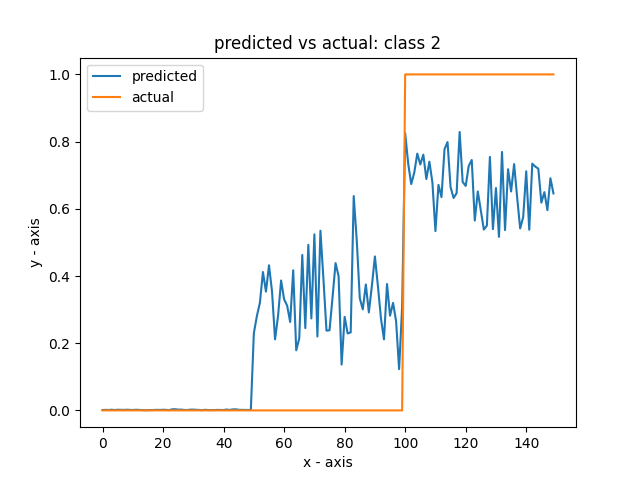 predicted vs actual: class 2
predicted
actual
1.0
0.8
0.6
0.4
0.2
0.0
y - axis
0 20 40 60 80 100 120 140
x - axis